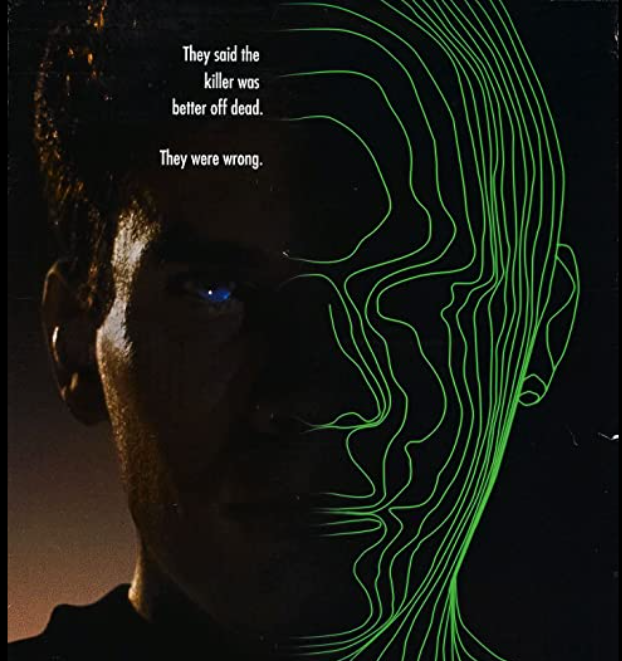 They said the
killer was
better off dead.
They were wrong.